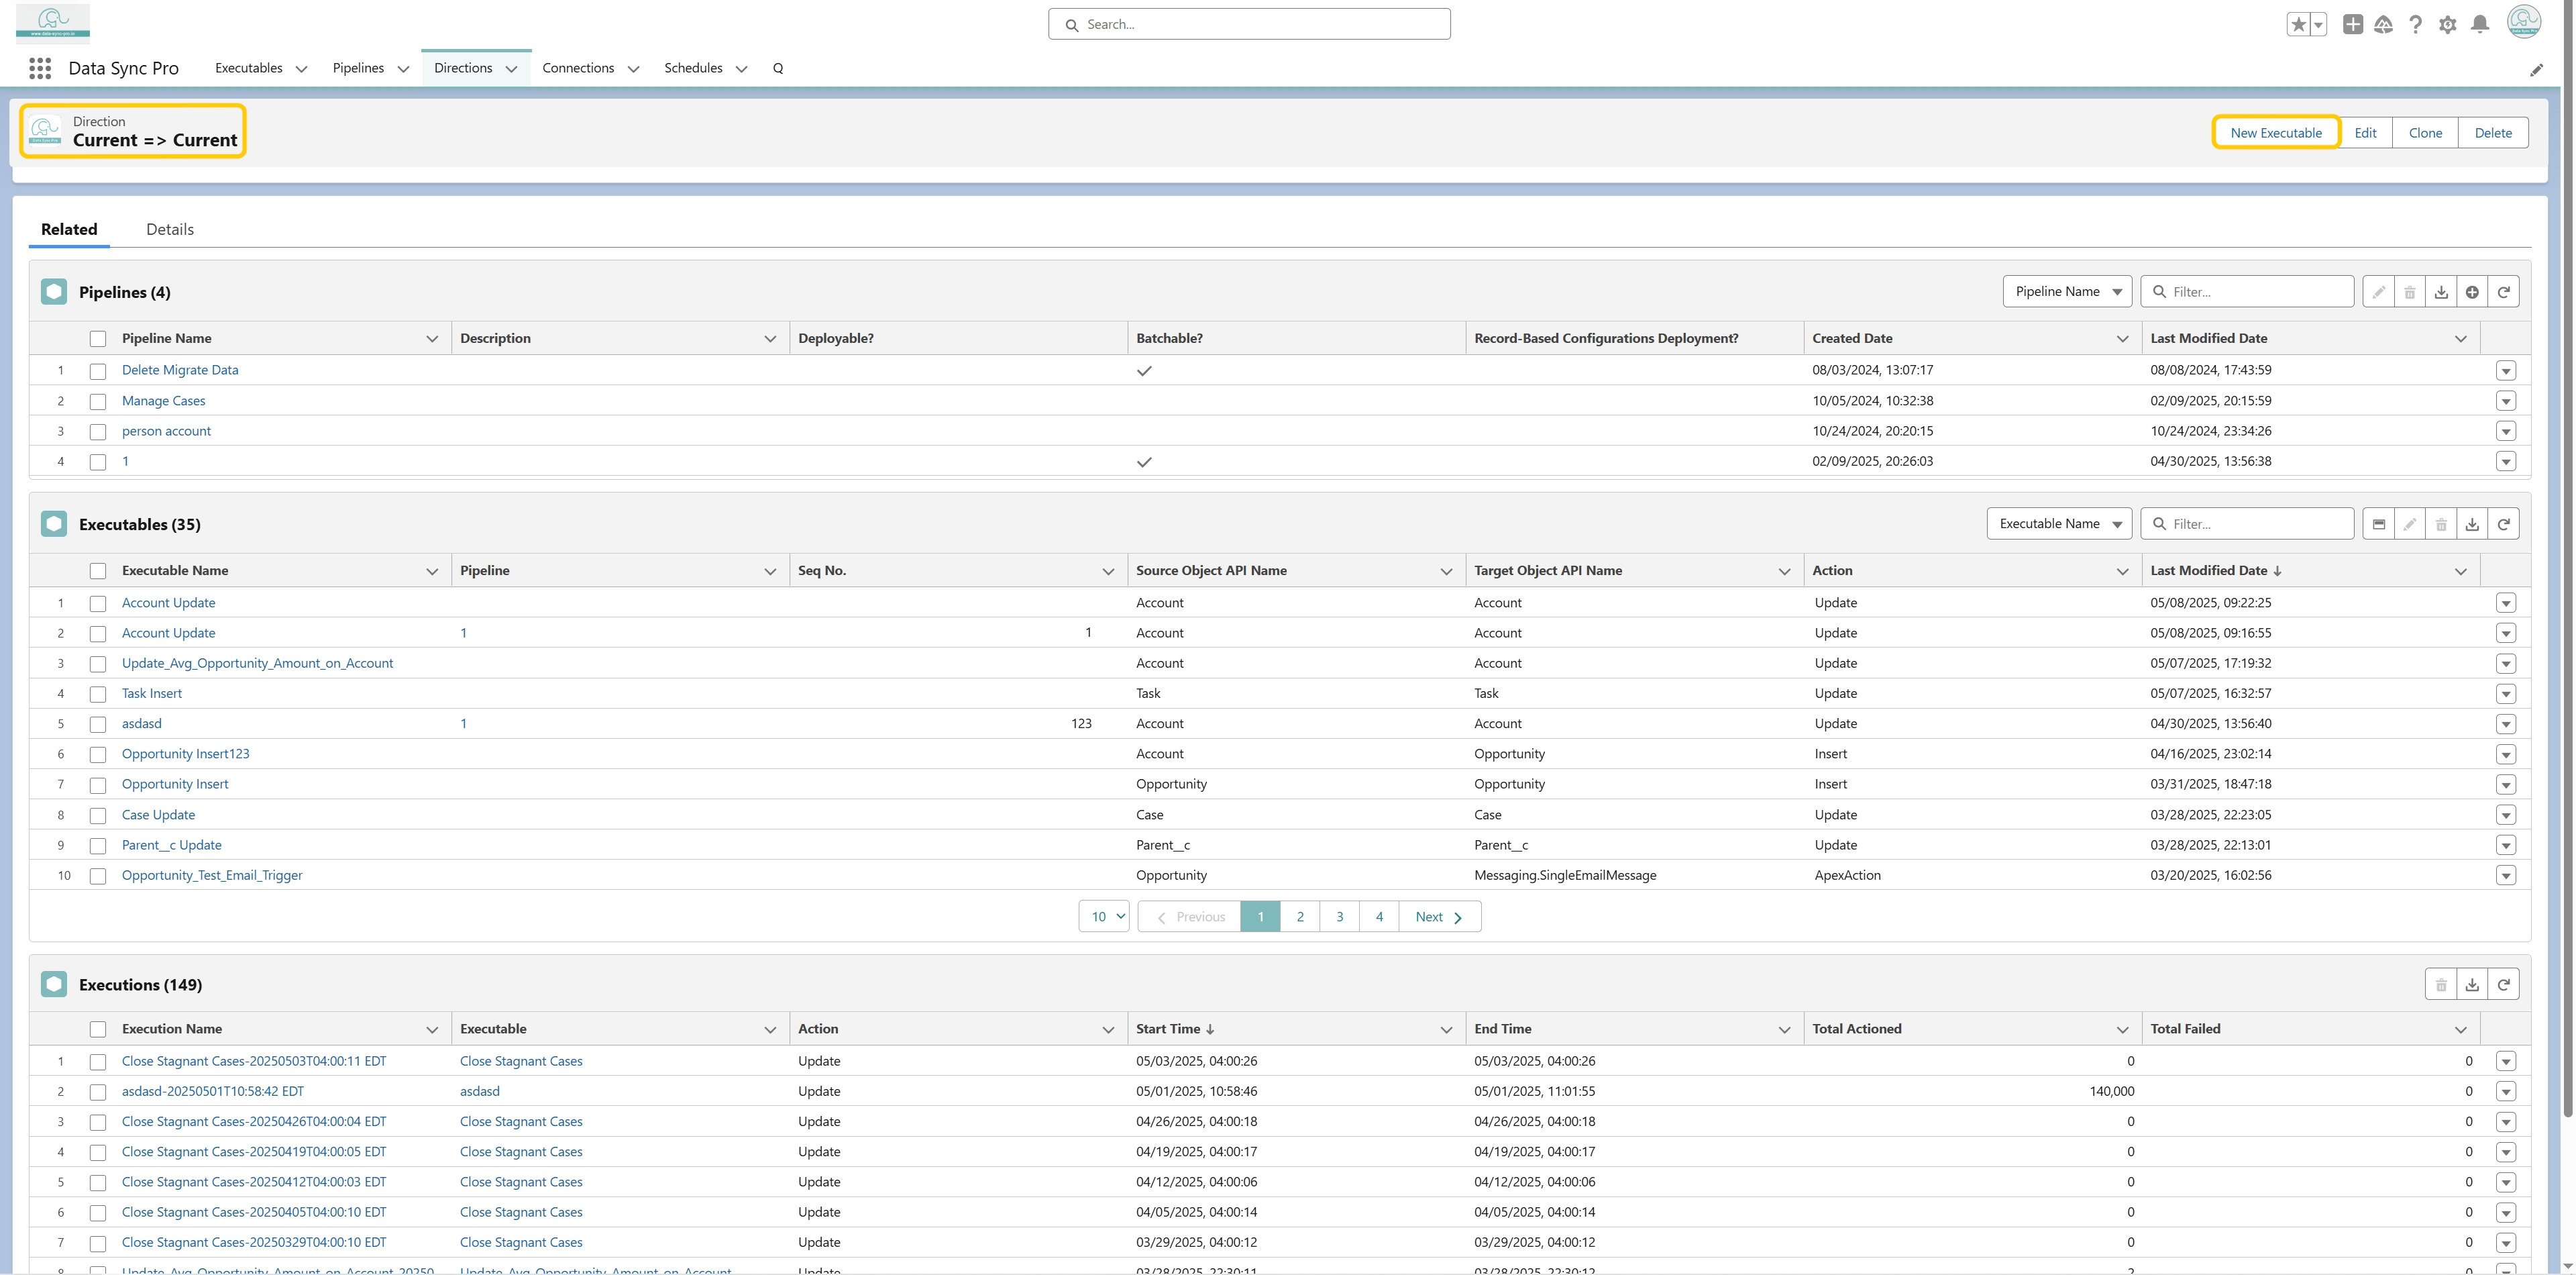 www.data-sync-pro.io
Search...
Data Sync Pro Executables Pipelines Directions Connections Schedules Q
Direction
Current => Current
New Executable Edit Clone Delete
Related Details
Pipelines (4) Pipeline Name Filter...
Pipeline Name Description Deployable? Batchable? Record-Based Configurations Deployment? Created Date Last Modified Date
1 Delete Migrate Data 08/03/2024, 13:07:17 08/08/2024, 17:43:59
2 Manage Cases 10/05/2024, 10:32:38 02/09/2025, 20:15:59
3 person account 10/24/2024, 20:20:15 10/24/2024, 23:34:26
4 1 02/09/2025, 20:26:03 04/30/2025, 13:56:38
Executables (35) Executable Name Filter...
Executable Name Pipeline Seq No. Source Object API Name Target Object API Name Action Last Modified Date
1 Account Update Account Account Update 05/08/2025, 09:22:25
2 Account Update 1 1 Account Account Update 05/08/2025, 09:16:55
3 Update_Avg_Opportunity_Amount_on_Account Account Account Update 05/07/2025, 17:19:32
4 Task Insert Task Task Update 05/07/2025, 16:32:57
5 asdasd 1 123 Account Account Update 04/30/2025, 13:56:40
6 Opportunity Insert123 Account Opportunity Insert 04/16/2025, 23:02:14
7 Opportunity Insert Opportunity Opportunity Insert 03/31/2025, 18:47:18
8 Case Update Case Case Update 03/28/2025, 22:23:05
9 Parent__c Update Parent__c Parent__c Update 03/28/2025, 22:13:01
10 Opportunity_Test_Email_Trigger Opportunity Messaging.SingleEmailMessage ApexAction 03/20/2025, 16:02:56
10 Previous 1 2 3 4 Next
Executions (149)
Execution Name Executable Action Start Time End Time Total Actioned Total Failed
1 Close Stagnant Cases-20250503T04:00:11 EDT Close Stagnant Cases Update 05/03/2025, 04:00:26 05/03/2025, 04:00:26 0 0
2 asdasd-20250501T10:58:42 EDT asdasd Update 05/01/2025, 10:58:46 05/01/2025, 11:01:55 140,000 0
3 Close Stagnant Cases-20250426T04:00:04 EDT Close Stagnant Cases Update 04/26/2025, 04:00:18 04/26/2025, 04:00:18 0 0
4 Close Stagnant Cases-20250419T04:00:05 EDT Close Stagnant Cases Update 04/19/2025, 04:00:17 04/19/2025, 04:00:17 0 0
5 Close Stagnant Cases-20250412T04:00:03 EDT Close Stagnant Cases Update 04/12/2025, 04:00:06 04/12/2025, 04:00:06 0 0
6 Close Stagnant Cases-20250405T04:00:10 EDT Close Stagnant Cases Update 04/05/2025, 04:00:14 04/05/2025, 04:00:14 0 0
7 Close Stagnant Cases-20250329T04:00:10 EDT Close Stagnant Cases Update 03/29/2025, 04:00:12 03/29/2025, 04:00:12 0 0
8 Update_Avg_Opportunity_Amount_on_Account-20250 Update_Avg_Opportunity_Amount_on_Account Update 03/28/2025, 22:30:11 03/28/2025, 22:30:12 2 0